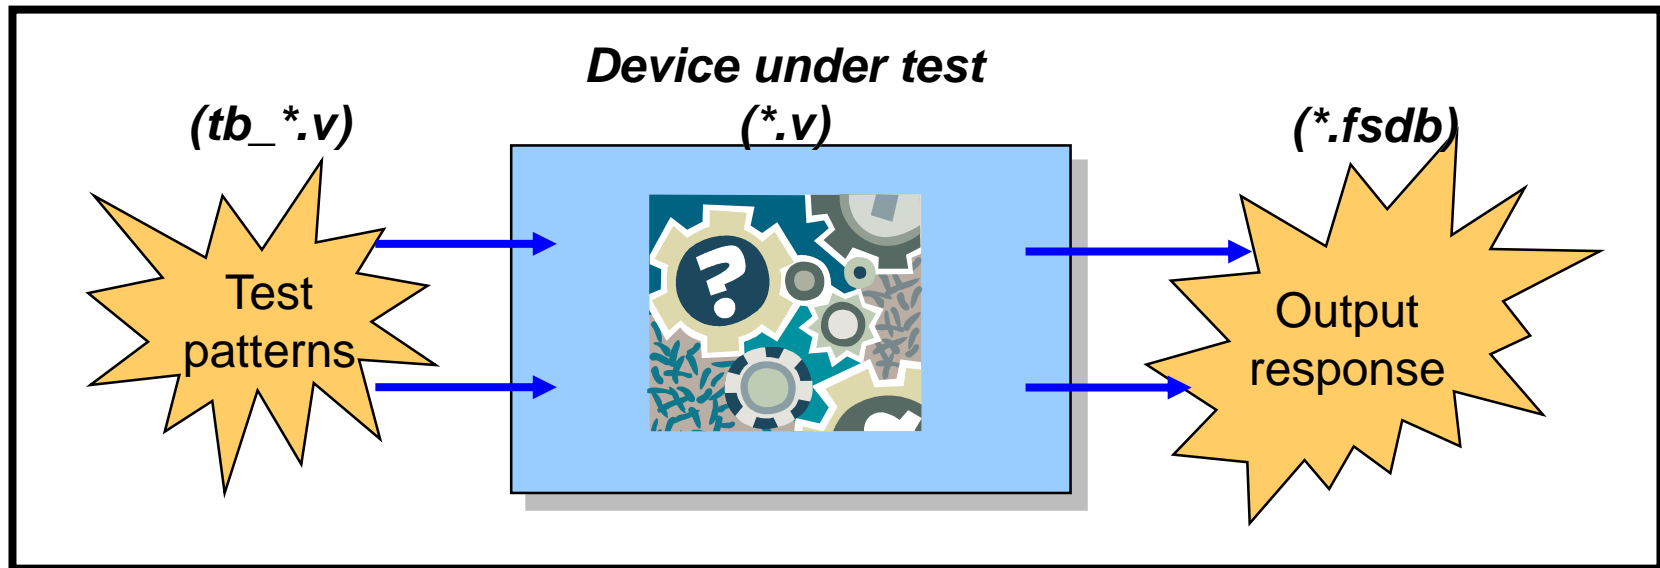 Device under test
(tb_*.v)
(*.v)
(*.fsdb)
Test
patterns
?
Output
response